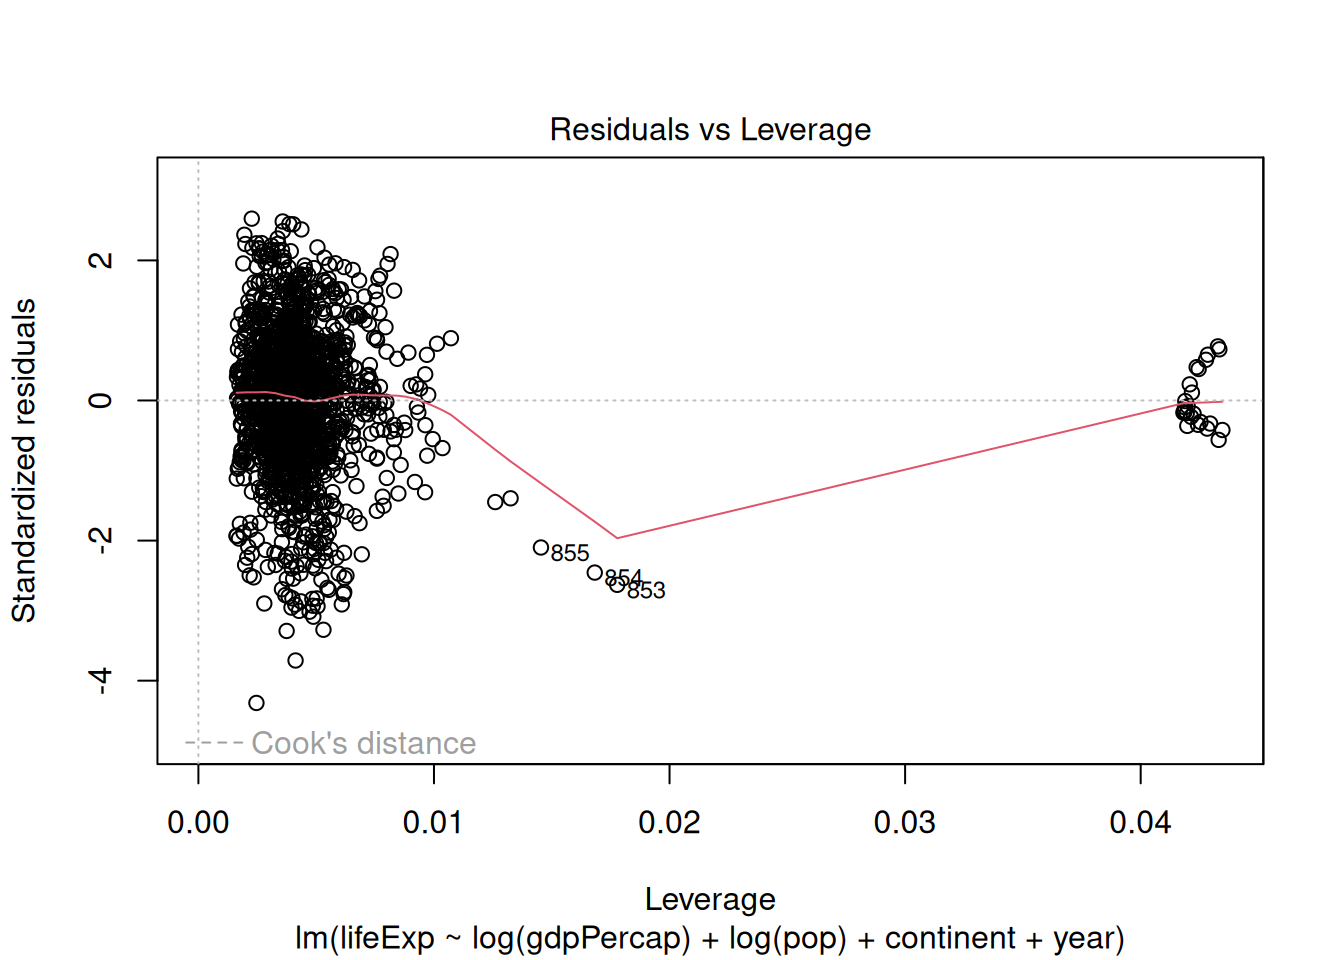 Residuals vs Leverage
Standardized residuals
2
0
-2
-4
855
854
853
Cook's distance
0.00 0.01 0.02 0.03 0.04
Leverage
lm(lifeExp ~ log(gdpPercap) + log(pop) + continent + year)